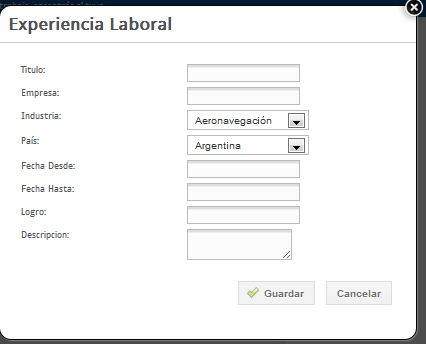 Experiencia Laboral
Titulo:
Empresa:
Industria: Aeronavegación
País: Argentina
Fecha Desde:
Fecha Hasta:
Logro:
Descripcion:
Guardar Cancelar